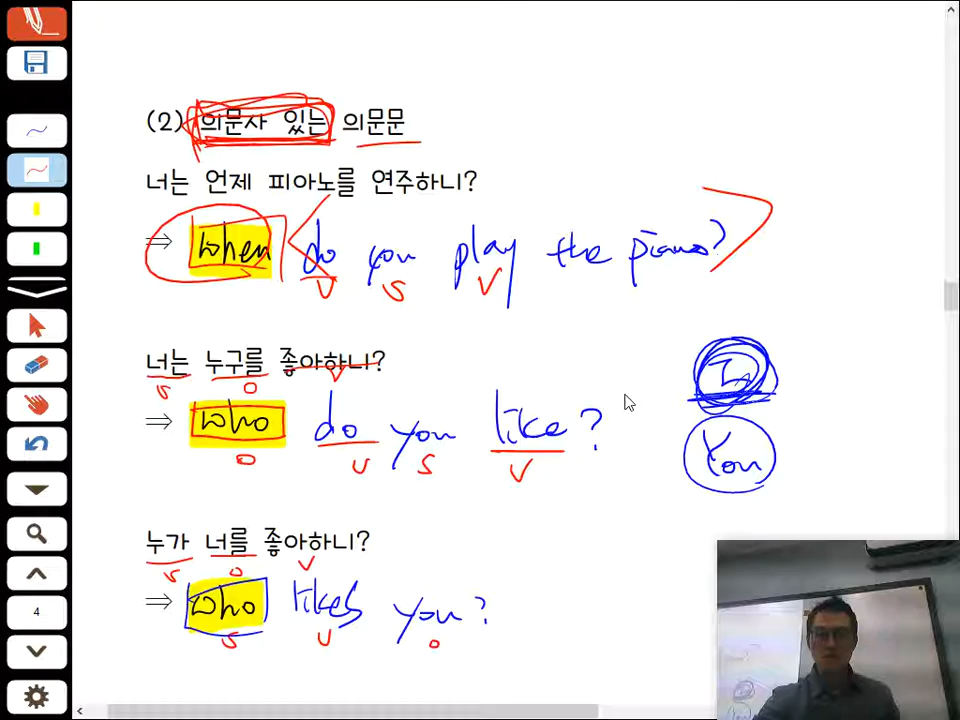 (2) 의문사 있는 의문문
너는 언제 피아노를 연주하니?
⇒ when do you play the piano?
V S V
너는 누구를 좋아하니?
S O V
⇒ who do you like?
O V S V
You
누가 너를 좋아하니?
S O V
⇒ who likes you?
S V O
4